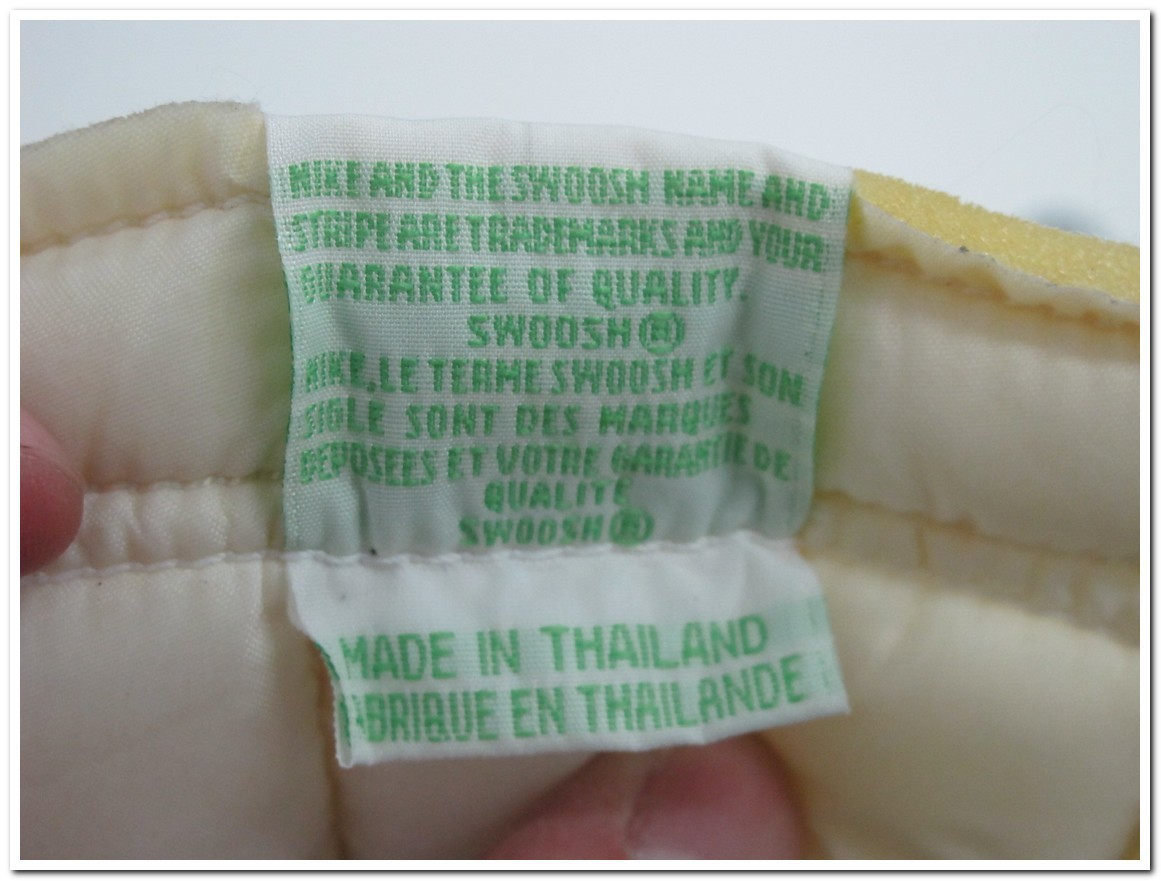 NIKE AND THE SWOOSH NAME AND
STRIPE ARE TRADEMARKS AND YOUR
GUARANTEE OF QUALITY.
SWOOSH®
NIKE, LE TERME SWOOSH ET SON
SIGLE SONT DES MARQUES
DEPOSEES ET VOTRE GARANTIE DE
QUALITE
SWOOSH®
MADE IN THAILAND
FABRIQUE EN THAILANDE